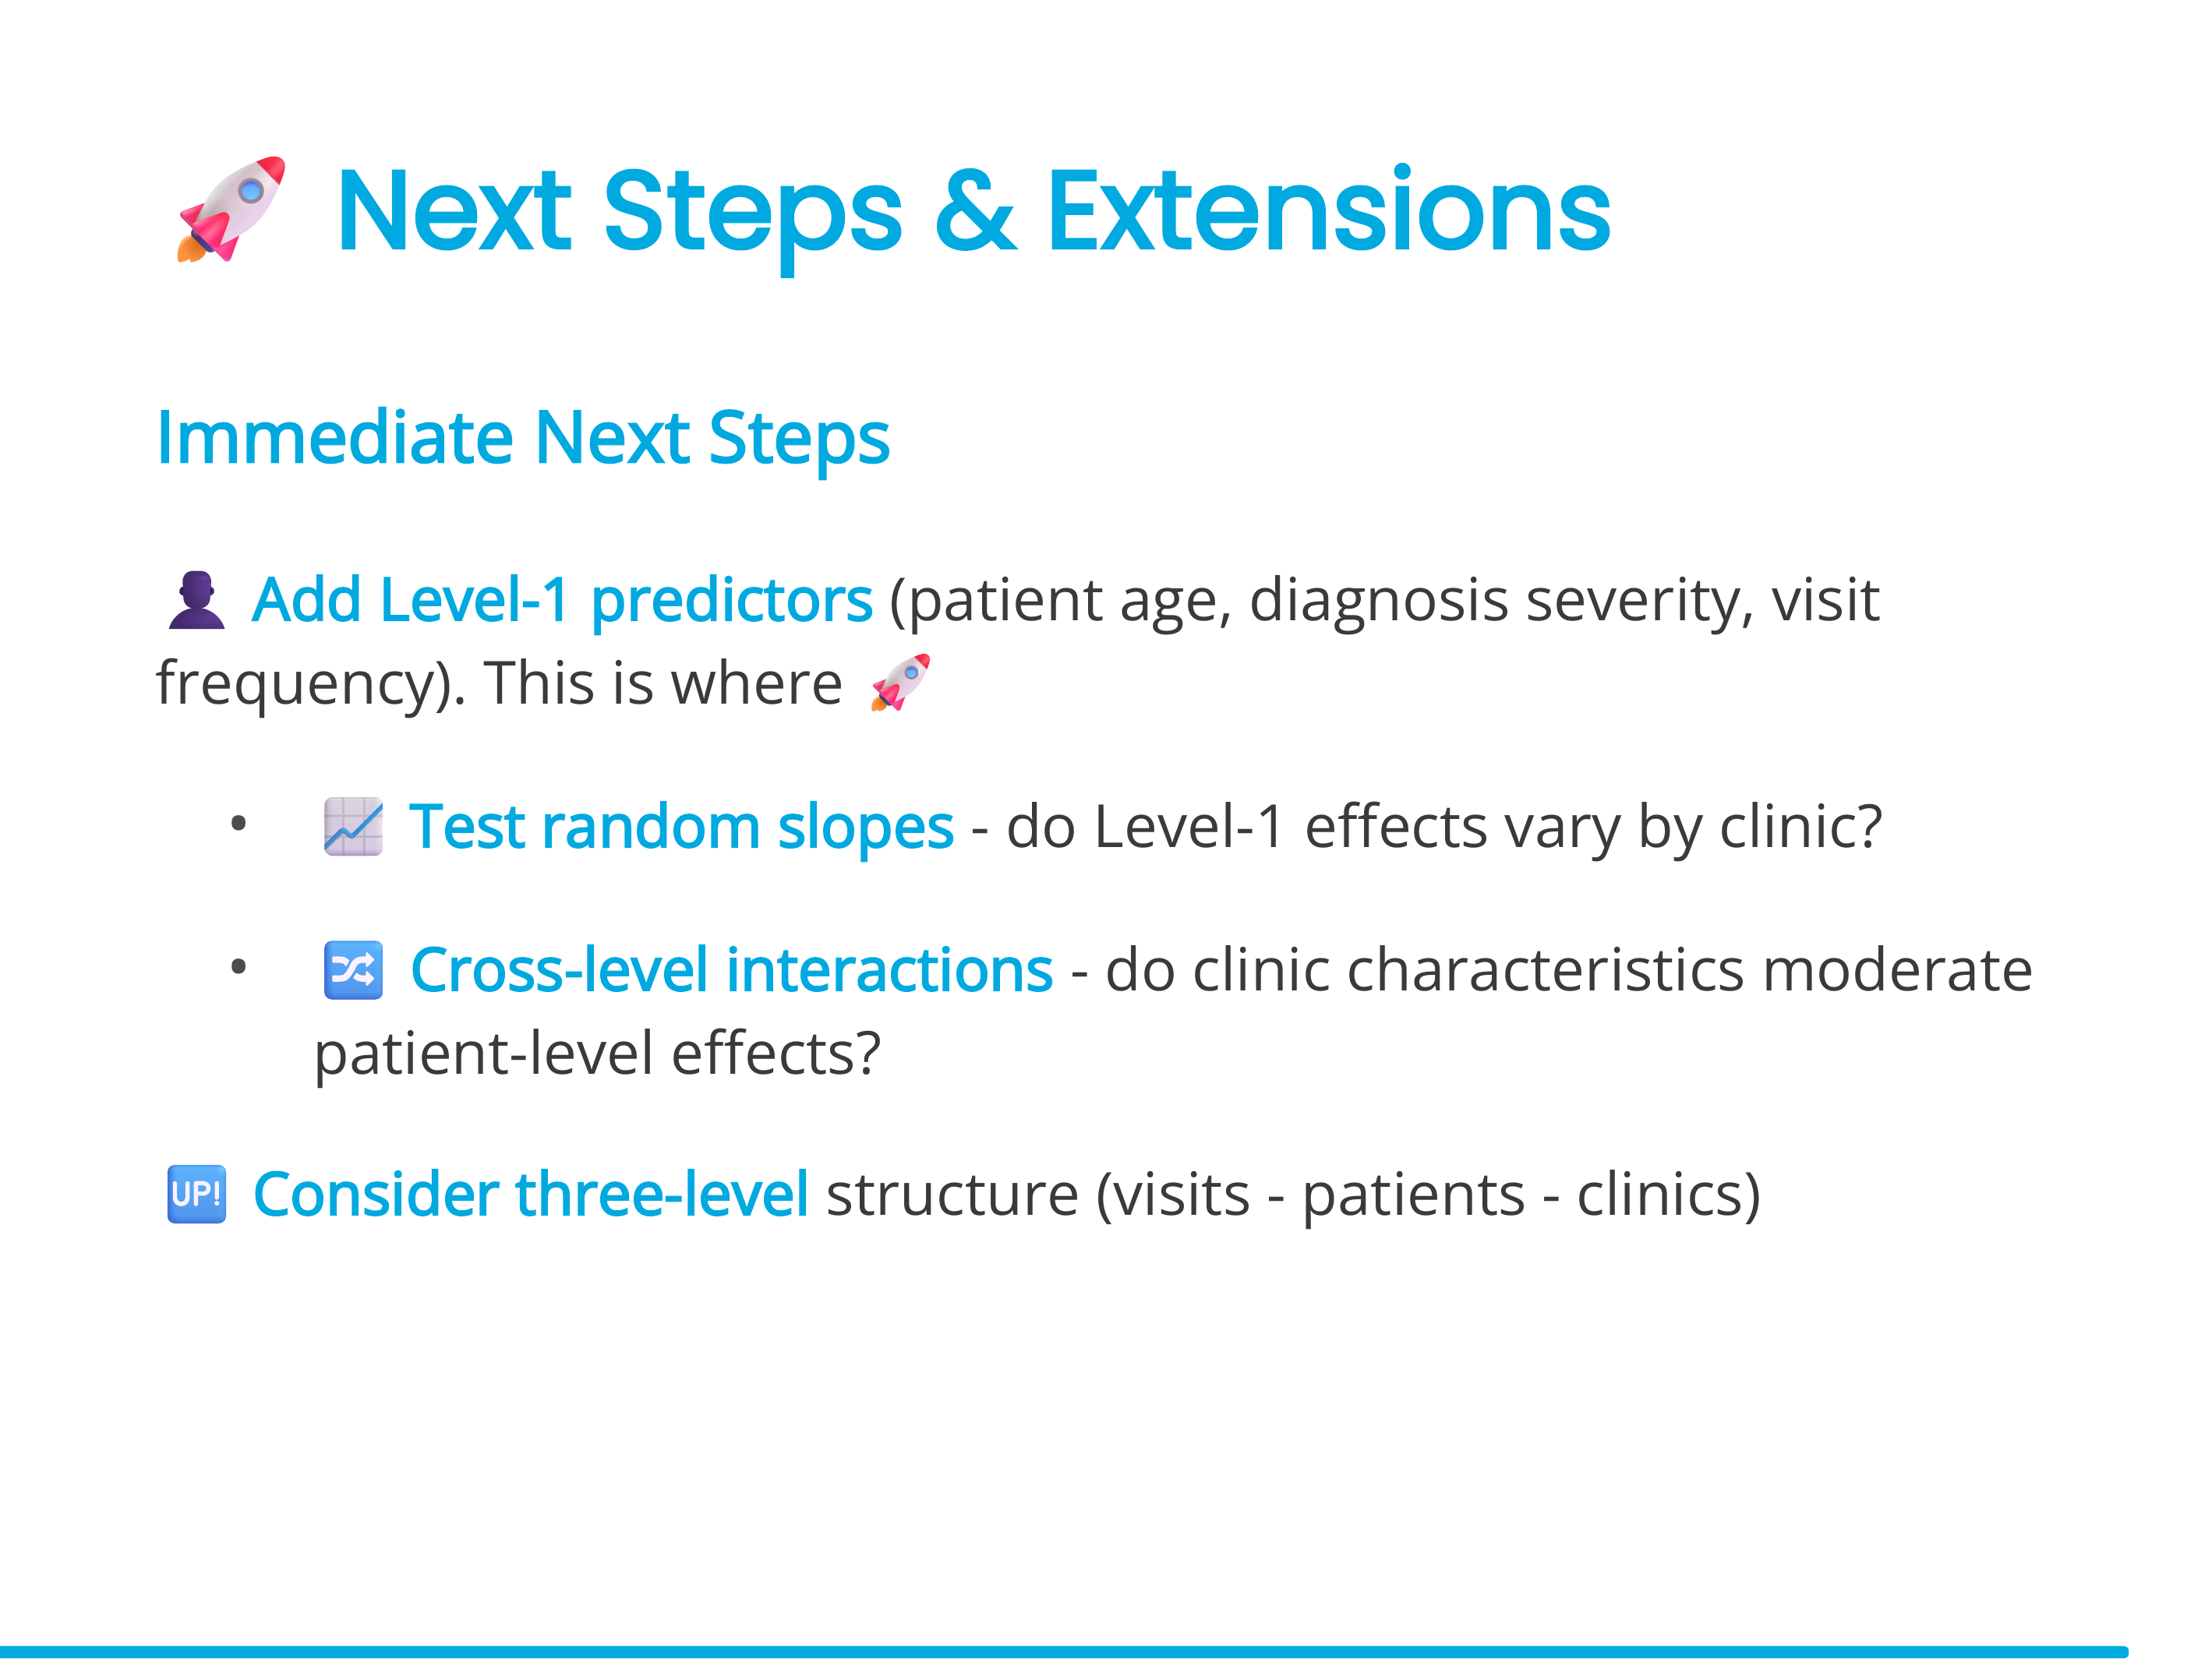 🚀 Next Steps & Extensions
Immediate Next Steps
👤 Add Level-1 predictors (patient age, diagnosis severity, visit
frequency). This is where 🚀
• 📈 Test random slopes - do Level-1 effects vary by clinic?
• 🔀 Cross-level interactions - do clinic characteristics moderate
patient-level effects?
🆙 Consider three-level structure (visits - patients - clinics)